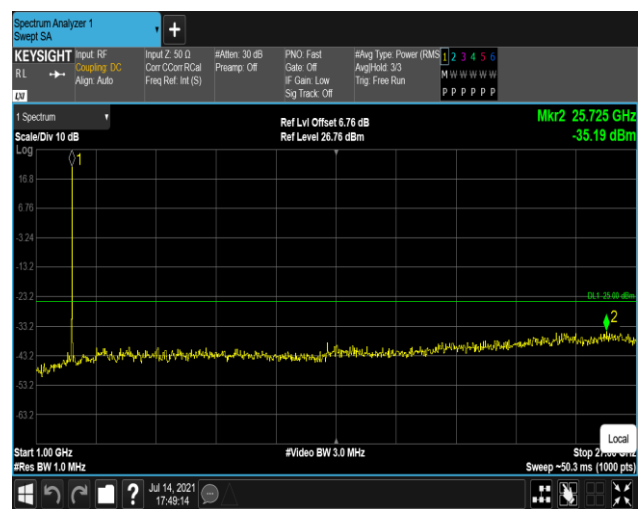 Spectrum Analyzer 1
Swept SA
+
KEYSIGHT Input: RF Input Z: 50 Ω #Atten: 30 dB PNO: Fast #Avg Type: Power (RMS 1 2 3 4 5 6
RL Coupling: DC Corr CCorr RCal Preamp: Off Gate: Off Avg|Hold: 3/3 M W W W W W
Align: Auto Freq Ref: Int (S) IF Gain: Low Trig: Free Run
LXI Sig Track: Off P P P P P P
1 Spectrum Ref Lvl Offset 6.76 dB Mkr2 25.725 GHz
Scale/Div 10 dB Ref Level 26.76 dBm -35.19 dBm
Log
1
16.8
6.76
-3.24
-13.2
-23.2 DL1 -25.00 dBm
2
-33.2
-43.2
-53.2
-63.2
Local
Start 1.00 GHz #Video BW 3.0 MHz Stop 27.00 GHz
#Res BW 1.0 MHz Sweep ~50.3 ms (1000 pts)
? Jul 14, 2021
17:49:14